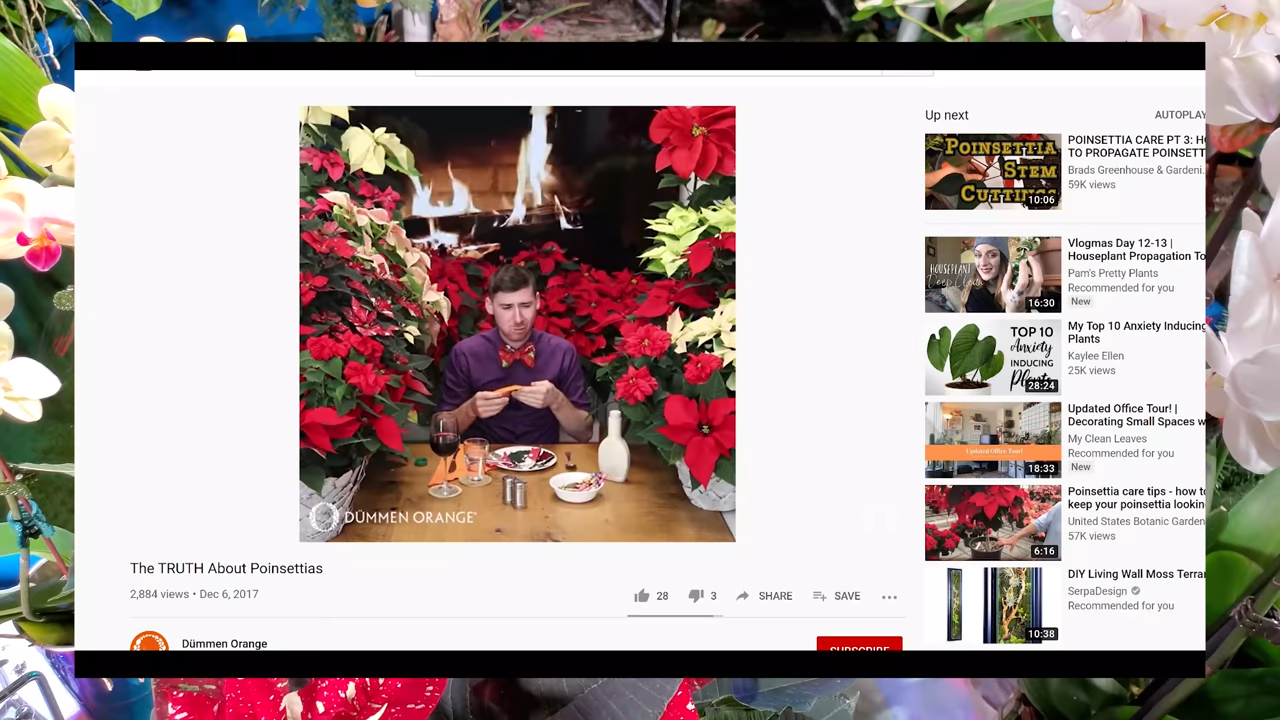 DÜMMEN ORANGE
The TRUTH About Poinsettias
2,884 views • Dec 6, 2017
28
3
SHARE
SAVE
Dümmen Orange
SUBSCRIBE
Up next
AUTOPLAY
POINSETTIA
STEM
CUTTINGS
10:06
POINSETTIA CARE PT 3: H
TO PROPAGATE POINSETT
Brads Greenhouse & Gardeni.
59K views
HOUSEPLANT
Deep Clean
16:30
Vlogmas Day 12-13 |
Houseplant Propagation To
Pam's Pretty Plants
Recommended for you
New
TOP 10
Anxiety
INDUCING
Plants
28:24
My Top 10 Anxiety Inducing
Plants
Kaylee Ellen
25K views
Updated Office Tour!
18:33
Updated Office Tour! |
Decorating Small Spaces w
My Clean Leaves
Recommended for you
New
6:16
Poinsettia care tips - how to
keep your poinsettia lookin
United States Botanic Garden
57K views
10:38
DIY Living Wall Moss Terrar
SerpaDesign
Recommended for you